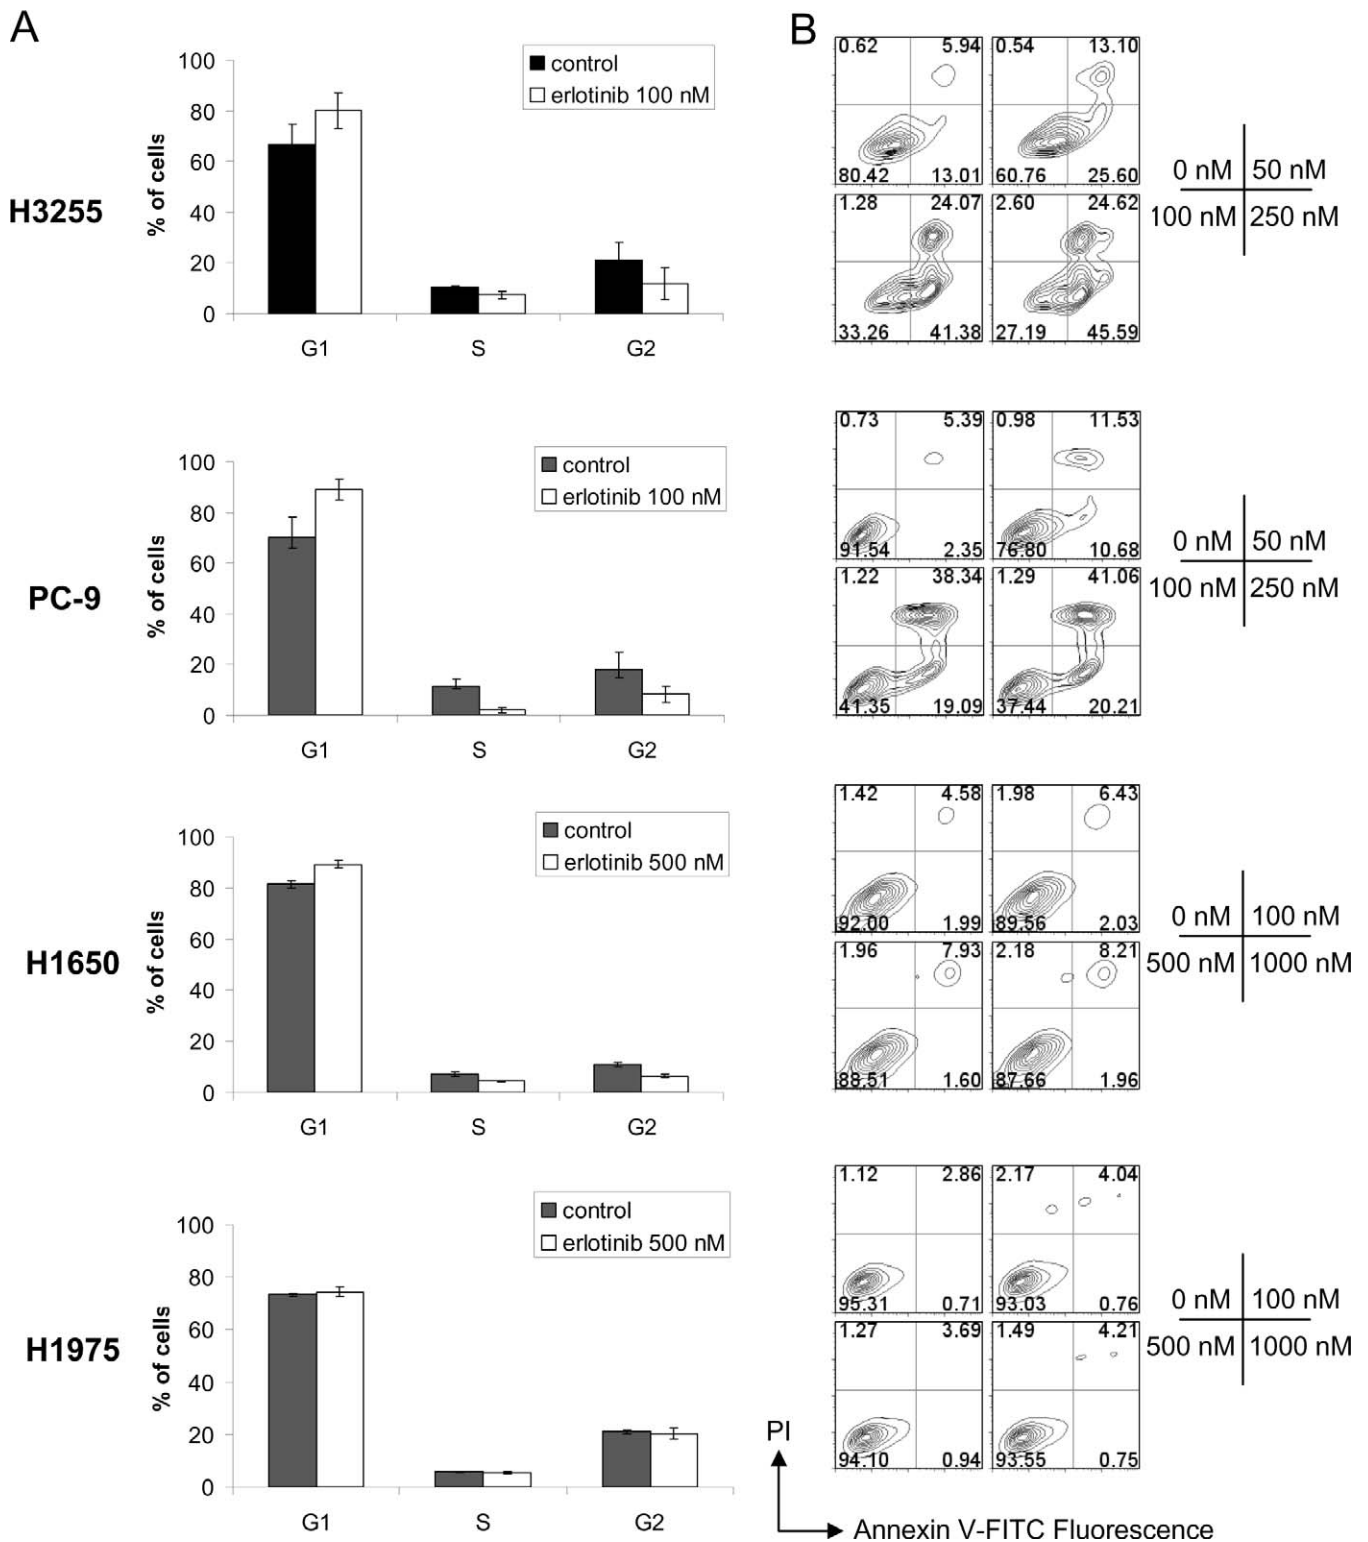 A
H3255
% of cells
100
80
60
40
20
0
control
erlotinib 100 nM
G1 S G2
PC-9
% of cells
100
80
60
40
20
0
control
erlotinib 100 nM
G1 S G2
H1650
% of cells
100
80
60
40
20
0
control
erlotinib 500 nM
G1 S G2
H1975
% of cells
100
80
60
40
20
0
control
erlotinib 500 nM
G1 S G2
B
0.62 5.94 0.54 13.10
80.42 13.01 60.76 25.60
1.28 24.07 2.60 24.62
33.26 41.38 27.19 45.59
0 nM 50 nM
100 nM 250 nM
0.73 5.39 0.98 11.53
91.54 2.35 76.80 10.68
1.22 38.34 1.29 41.06
41.35 19.09 37.44 20.21
0 nM 50 nM
100 nM 250 nM
1.42 4.58 1.98 6.43
92.00 1.99 89.56 2.03
1.96 7.93 2.18 8.21
88.51 1.60 87.66 1.96
0 nM 100 nM
500 nM 1000 nM
1.12 2.86 2.17 4.04
95.31 0.71 93.03 0.76
1.27 3.69 1.49 4.21
94.10 0.94 93.55 0.75
0 nM 100 nM
500 nM 1000 nM
PI
Annexin V-FITC Fluorescence